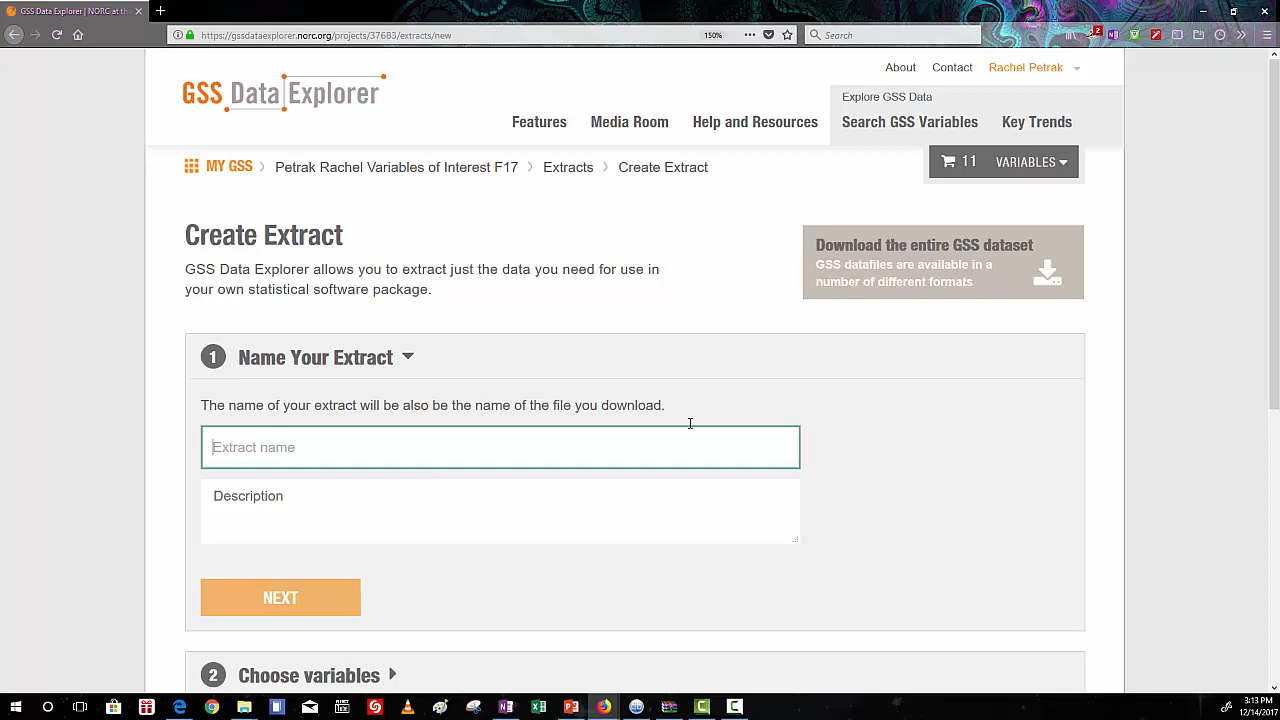 GSS Data Explorer | NORC at the
https://gssdataexplorer.norc.org/projects/37683/extracts/new
150%
Search
2
GSS Data Explorer
About
Contact
Rachel Petrak
Explore GSS Data
Features
Media Room
Help and Resources
Search GSS Variables
Key Trends
MY GSS
Petrak Rachel Variables of Interest F17
Extracts
Create Extract
11
VARIABLES
Create Extract
GSS Data Explorer allows you to extract just the data you need for use in
your own statistical software package.
Download the entire GSS dataset
GSS datafiles are available in a
number of different formats
1 Name Your Extract
The name of your extract will be also be the name of the file you download.
Extract name
Description
NEXT
2 Choose variables
3:13 PM
12/14/2017